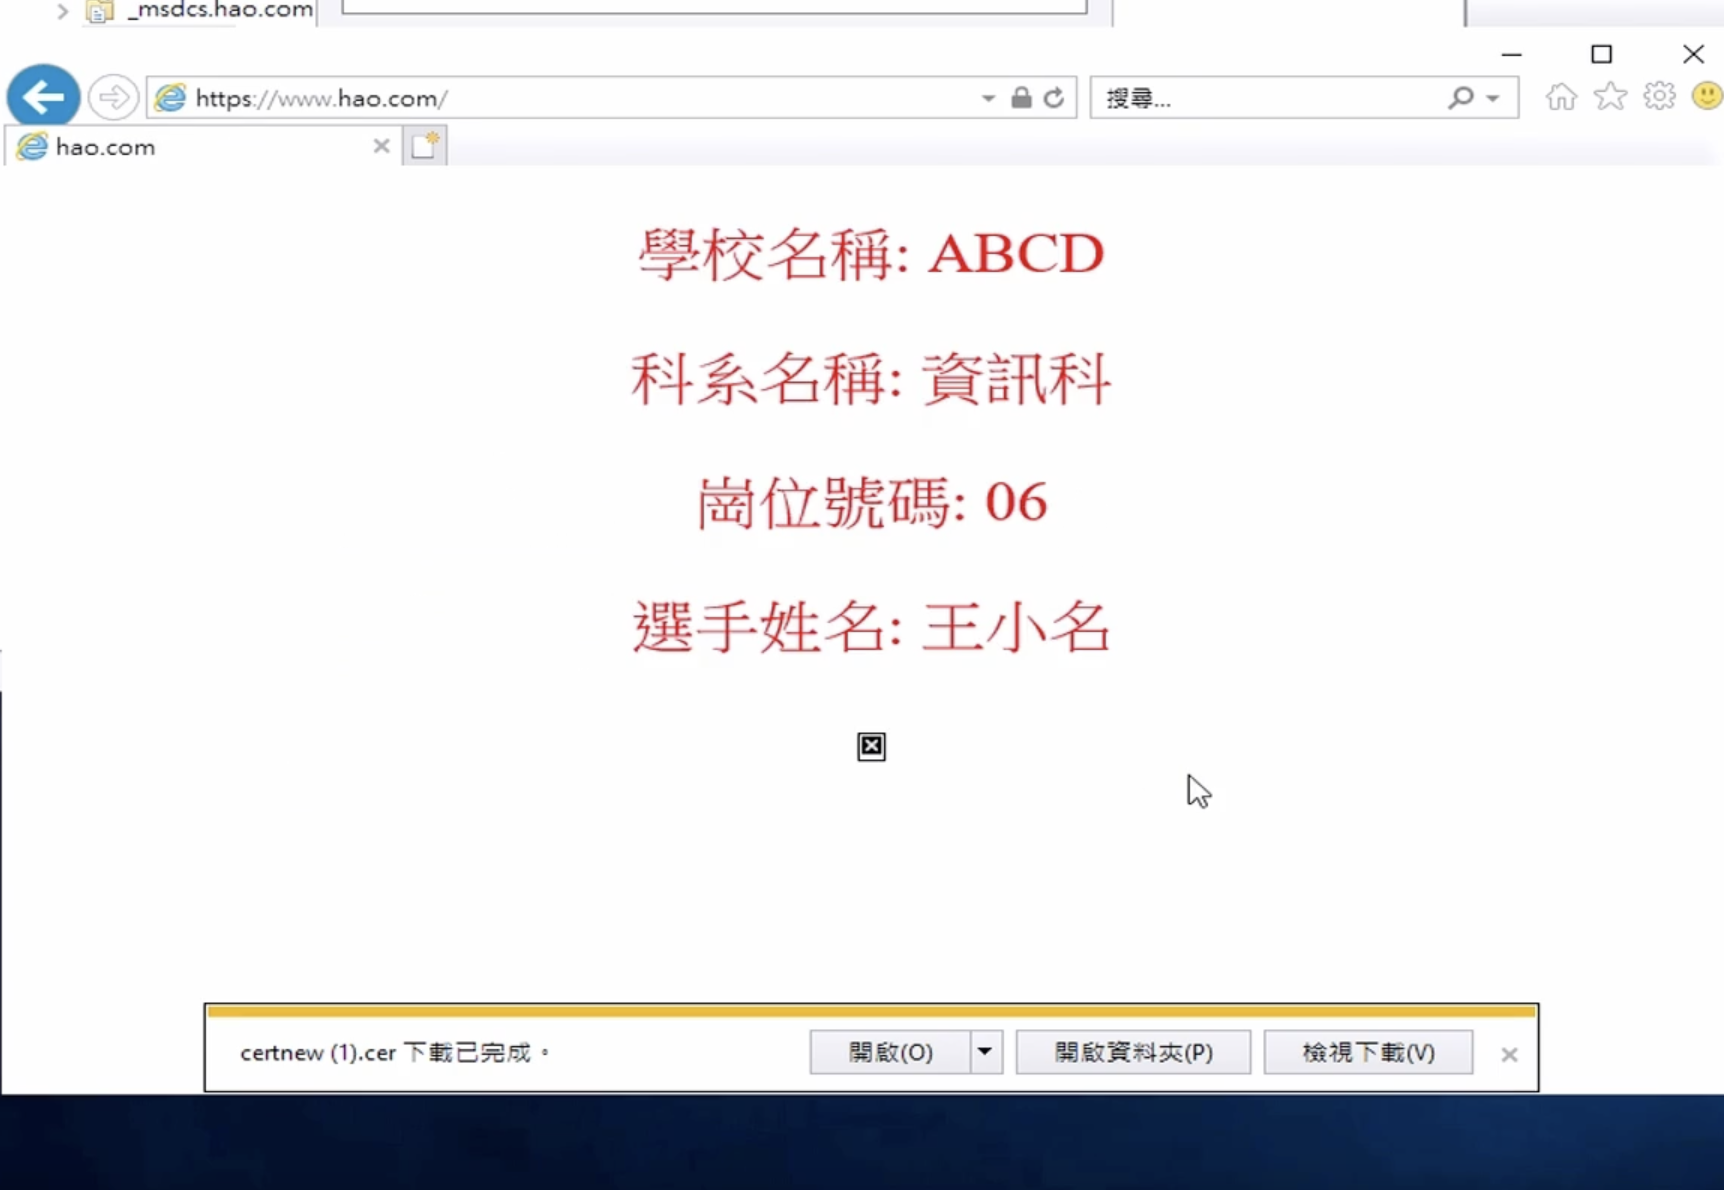 _msdcs.hao.com
https://www.hao.com/
搜尋...
hao.com
學校名稱: ABCD
科系名稱: 資訊科
崗位號碼: 06
選手姓名: 王小名
certnew (1).cer 下載已完成。
開啟(O)
開啟資料夾(P)
檢視下載(V)